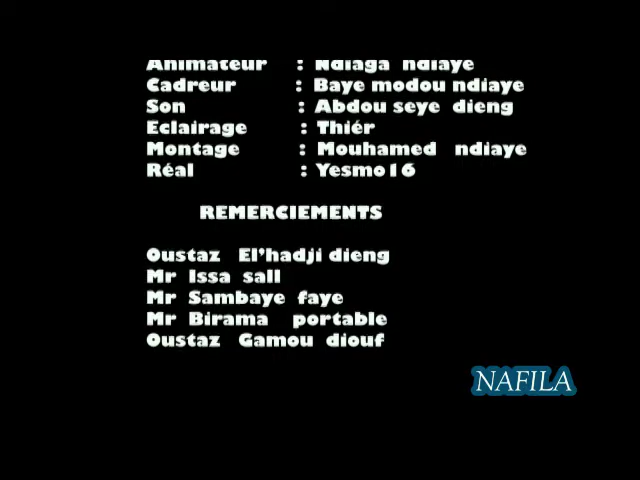 Animateur : Ndiaga ndiaye
Cadreur : Baye modou ndiaye
Son : Abdou seye dieng
Eclairage : Thiér
Montage : Mouhamed ndiaye
Réal : Yesmo16
REMERCIEMENTS
Oustaz El'hadji dieng
Mr Issa sall
Mr Sambaye faye
Mr Birama portable
Oustaz Gamou diouf
NAFILA